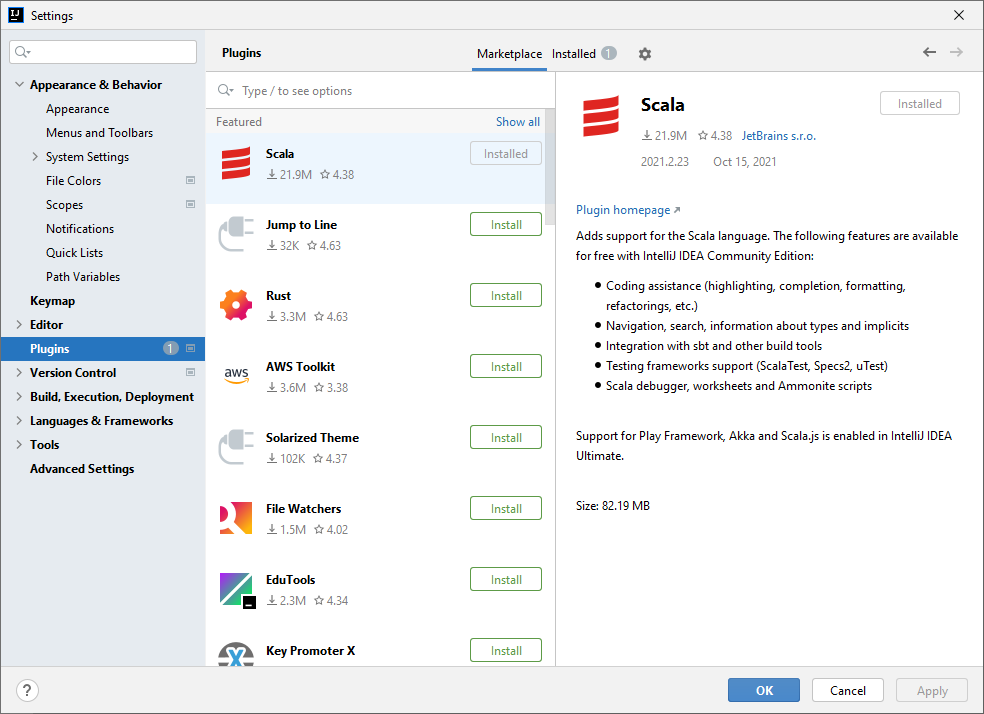 IJ
Settings
Appearance & Behavior
Appearance
Menus and Toolbars
System Settings
File Colors
Scopes
Notifications
Quick Lists
Path Variables
Keymap
Editor
Plugins 1
Version Control
Build, Execution, Deployment
Languages & Frameworks
Tools
Advanced Settings
Plugins
Marketplace
Installed 1
Type / to see options
Featured
Show all
Scala
21.9M 4.38
Installed
Jump to Line
32K 4.63
Install
Rust
3.3M 4.63
Install
aws
AWS Toolkit
3.6M 3.38
Install
Solarized Theme
102K 4.37
Install
File Watchers
1.5M 4.02
Install
EduTools
2.3M 4.34
Install
Key Promoter X
Install
Scala
Installed
21.9M 4.38 JetBrains s.r.o.
2021.2.23 Oct 15, 2021
Plugin homepage
Adds support for the Scala language. The following features are available
for free with IntelliJ IDEA Community Edition:
Coding assistance (highlighting, completion, formatting,
refactorings, etc.)
Navigation, search, information about types and implicits
Integration with sbt and other build tools
Testing frameworks support (ScalaTest, Specs2, uTest)
Scala debugger, worksheets and Ammonite scripts
Support for Play Framework, Akka and Scala.js is enabled in IntelliJ IDEA
Ultimate.
Size: 82.19 MB
?
OK
Cancel
Apply